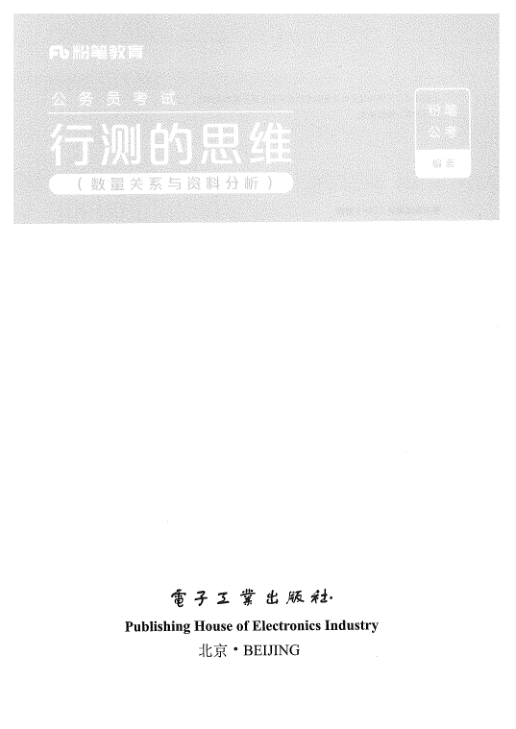 Fb 粉笔教育
公务员考试
行测的思维
（数量关系与资料分析）
粉笔
公考
编著
電子工業出版社·
Publishing House of Electronics Industry
北京·BEIJING